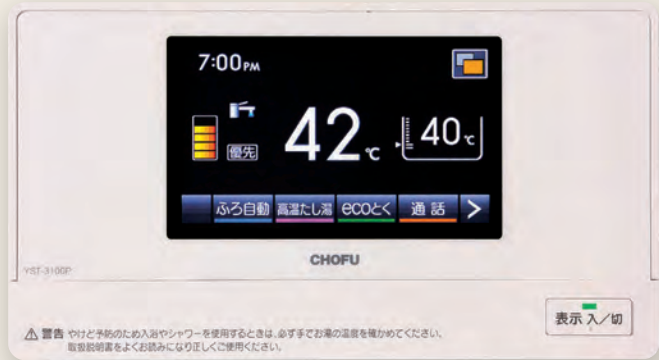 7:00PM
優先
42℃
40℃
ふろ自動 高温たし湯 ecoとく 通話 >
CHOFU
YST-3100P
表示 入/切
⚠警告 やけど予防のため入浴やシャワーを使用するときは、必ず手でお湯の温度を確かめてください。
取扱説明書をよくお読みになり正しくご使用ください。